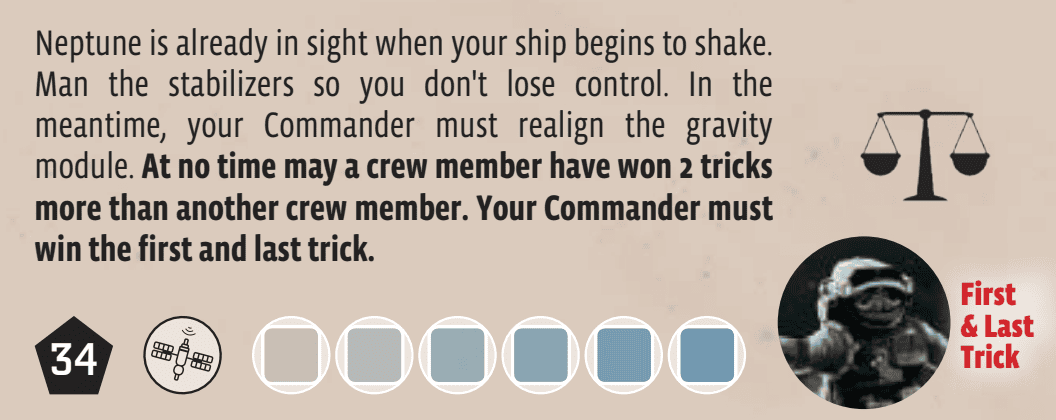 Neptune is already in sight when your ship begins to shake.
Man the stabilizers so you don't lose control. In the
meantime, your Commander must realign the gravity
module. At no time may a crew member have won 2 tricks
more than another crew member. Your Commander must
win the first and last trick.
34
First
& Last
Trick